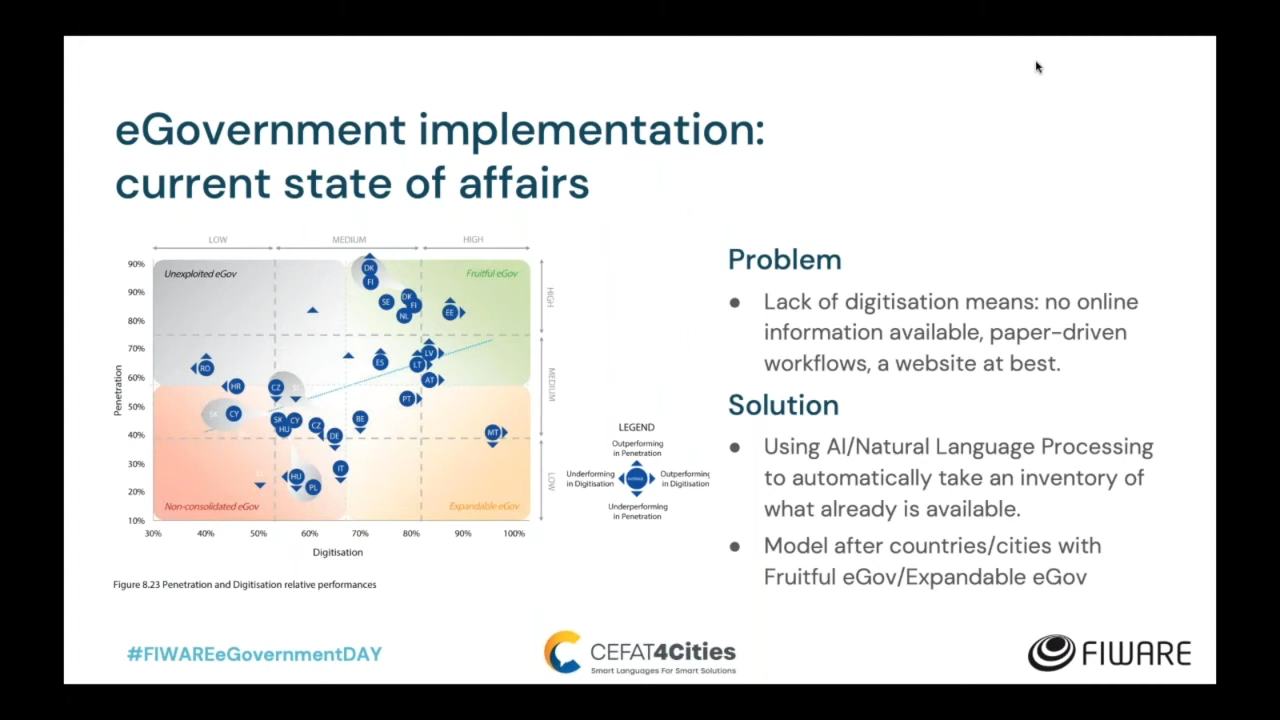 eGovernment implementation:
current state of affairs
LOW
MEDIUM
HIGH
90%
90%
80%
70%
60%
50%
40%
30%
20%
10%
Penetration
Unexploited eGov
Fruitful eGov
Non-consolidated eGov
Expandable eGov
DK
FI
SE
DK
FI
NL
EE
RO
HR
CZ
ES
LV
LT
AT
PT
SK
CY
SK
CY
HU
CZ
DE
BE
MT
HU
PL
IT
HIGH
MEDIUM
LOW
30%
40%
50%
60%
70%
80%
90%
100%
Digitisation
LEGEND
Outperforming
in Penetration
Underforming
in Digitisation
Outperforming
in Digitisation
Underperforming
in Penetration
Figure 8.23 Penetration and Digitisation relative performances
Problem
● Lack of digitisation means: no online
information available, paper-driven
workflows, a website at best.
Solution
● Using AI/Natural Language Processing
to automatically take an inventory of
what already is available.
● Model after countries/cities with
Fruitful eGov/Expandable eGov
#FIWAREeGovernmentDAY
CEFAT4Cities
Smart Languages For Smart Solutions
FIWARE